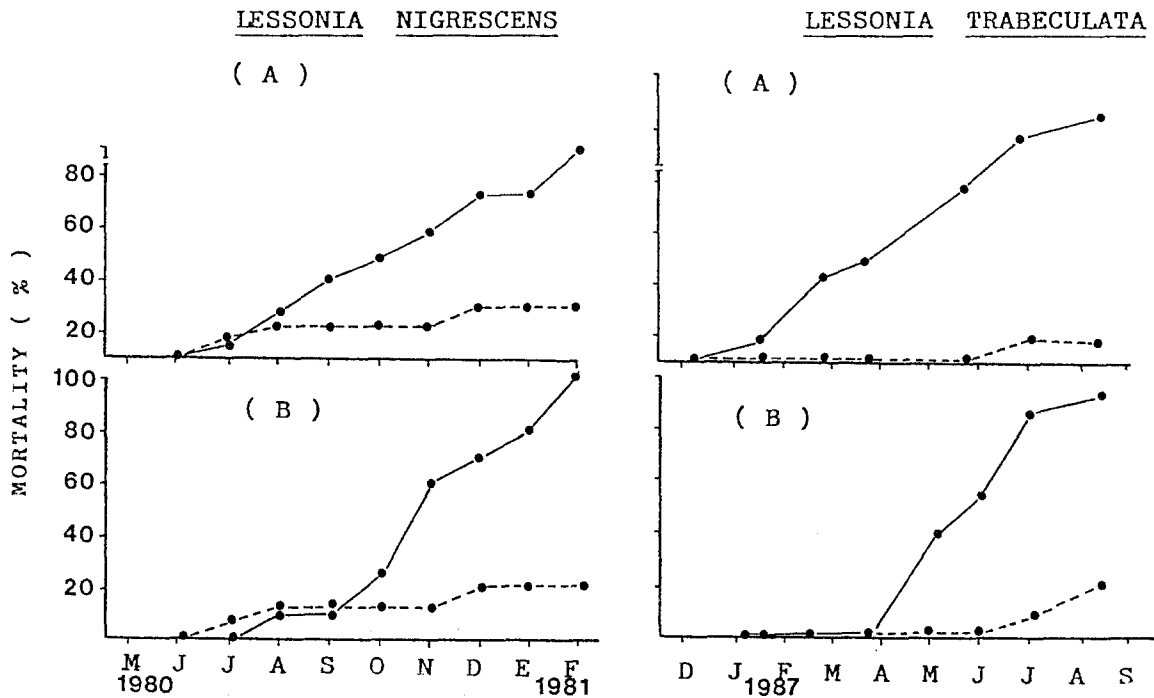 LESSONIA NIGRESCENS
LESSONIA TRABECULATA
( A )
( A )
80
60
40
20
MORTALITY ( % )
( B )
( B )
100
80
60
40
20
M J J A S O N D E F
1980 1981
D J F M A M J J A S
1987